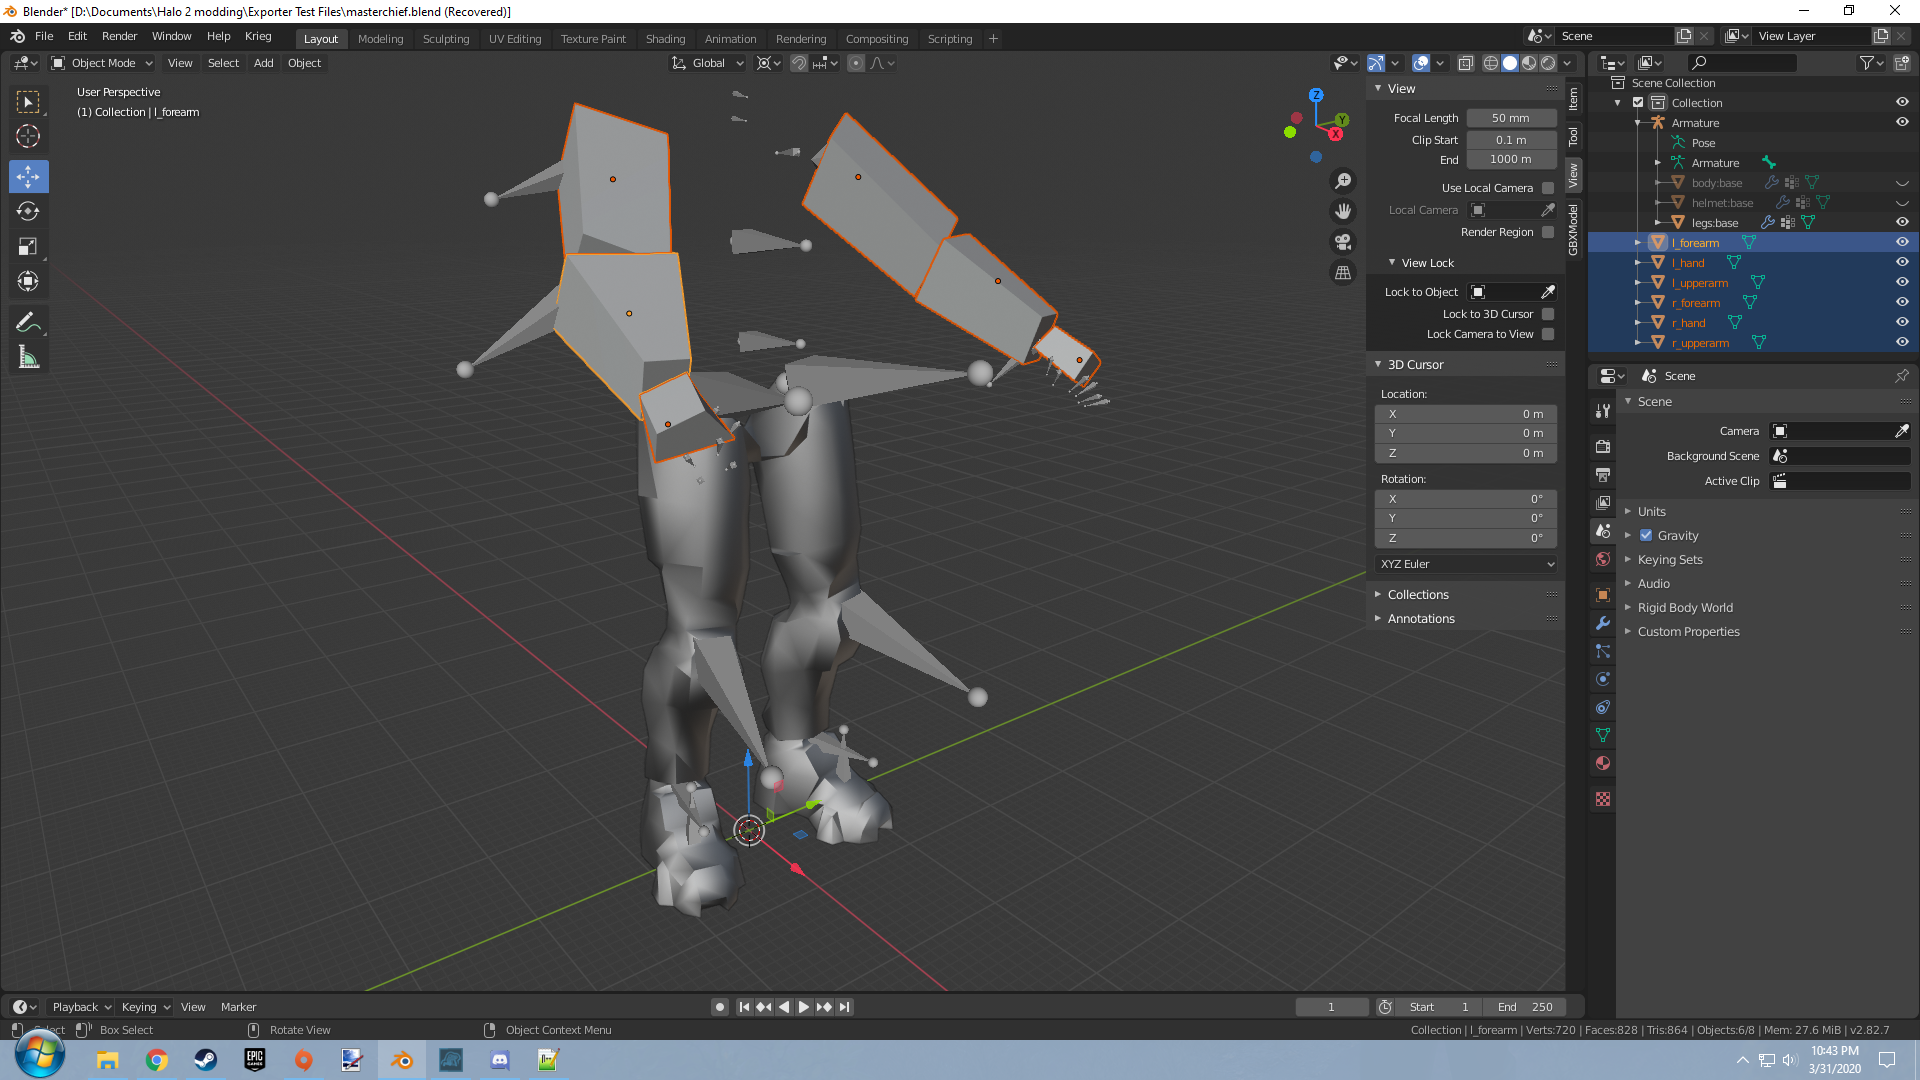 Blender* [D:\Documents\Halo 2 modding\Exporter Test Files\masterchief.blend (Recovered)]
File Edit Render Window Help Krieg Layout Modeling Sculpting UV Editing Texture Paint Shading Animation Rendering Compositing Scripting + Scene View Layer
Object Mode View Select Add Object Global
User Perspective
(1) Collection | l_forearm
Z
Y
X
View
Focal Length 50 mm
Clip Start 0.1 m
End 1000 m
Use Local Camera
Local Camera
Render Region
View Lock
Lock to Object
Lock to 3D Cursor
Lock Camera to View
3D Cursor
Location:
X 0 m
Y 0 m
Z 0 m
Rotation:
X 0°
Y 0°
Z 0°
XYZ Euler
Collections
Annotations
Item
Tool
View
GBXModel
Scene Collection
Collection
Armature
Pose
Armature
body:base
helmet:base
legs:base
l_forearm
l_hand
l_upperarm
r_forearm
r_hand
r_upperarm
Scene
Scene
Camera
Background Scene
Active Clip
Units
Gravity
Keying Sets
Audio
Rigid Body World
Custom Properties
Playback Keying View Marker 1 Start 1 End 250
Box Select Rotate View Object Context Menu Collection | l_forearm | Verts:720 | Faces:828 | Tris:864 | Objects:6/8 | Mem: 27.6 MiB | v2.82.7
EPIC GAMES
10:43 PM
3/31/2020